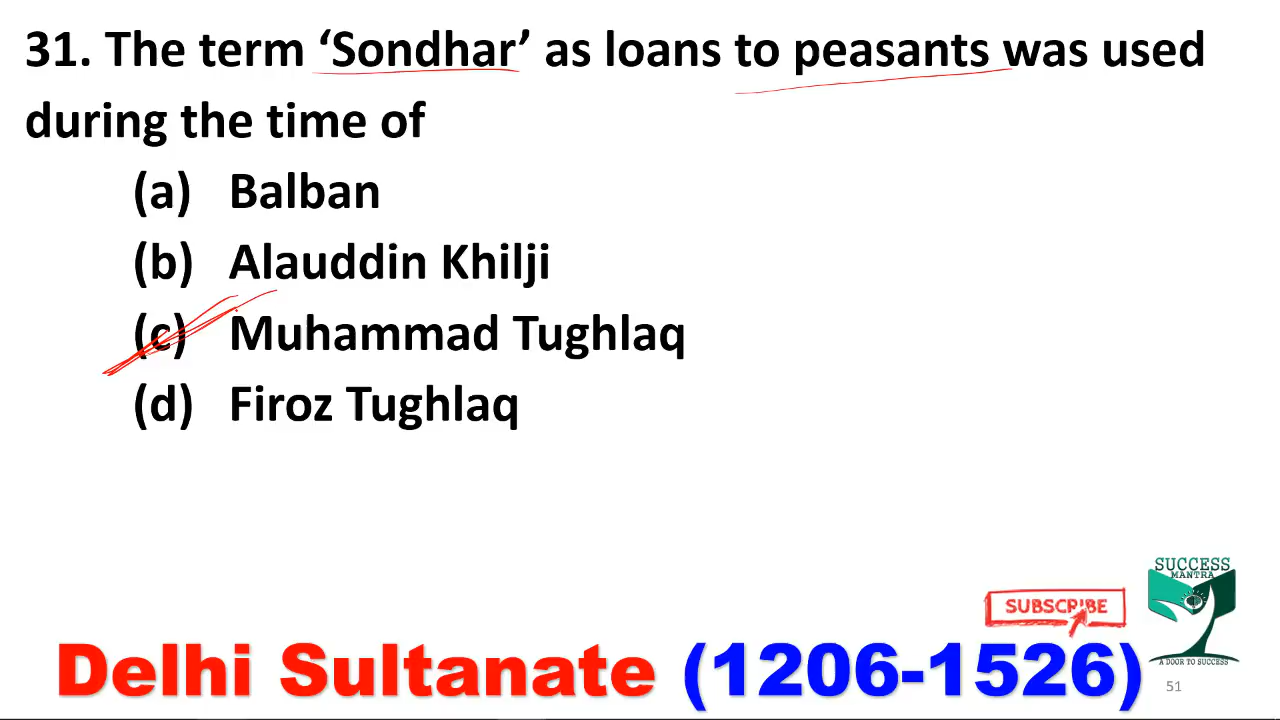 31. The term ‘Sondhar’ as loans to peasants was used
during the time of
(a) Balban
(b) Alauddin Khilji
(c) Muhammad Tughlaq
(d) Firoz Tughlaq
SUCCESS
MANTRA
SUBSCRIBE
A DOOR TO SUCCESS
Delhi Sultanate (1206-1526)
51